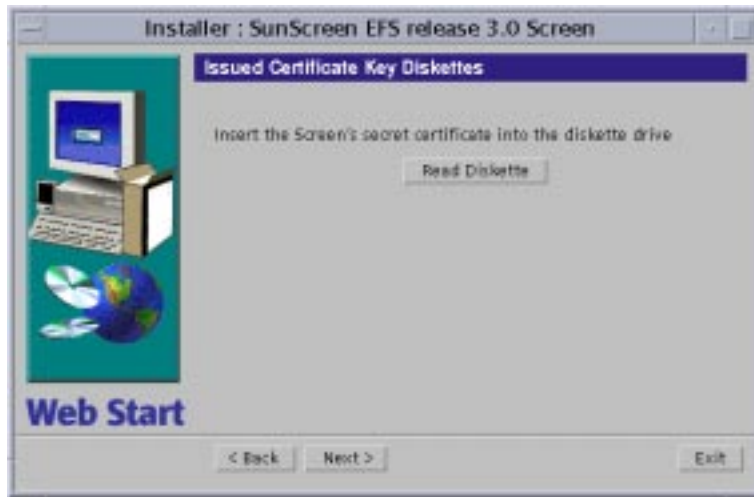 Installer : SunScreen EFS release 3.0 Screen
Issued Certificate Key Diskettes
Insert the Screen's secret certificate into the diskette drive
Read Diskette
Web Start
< Back
Next >
Exit